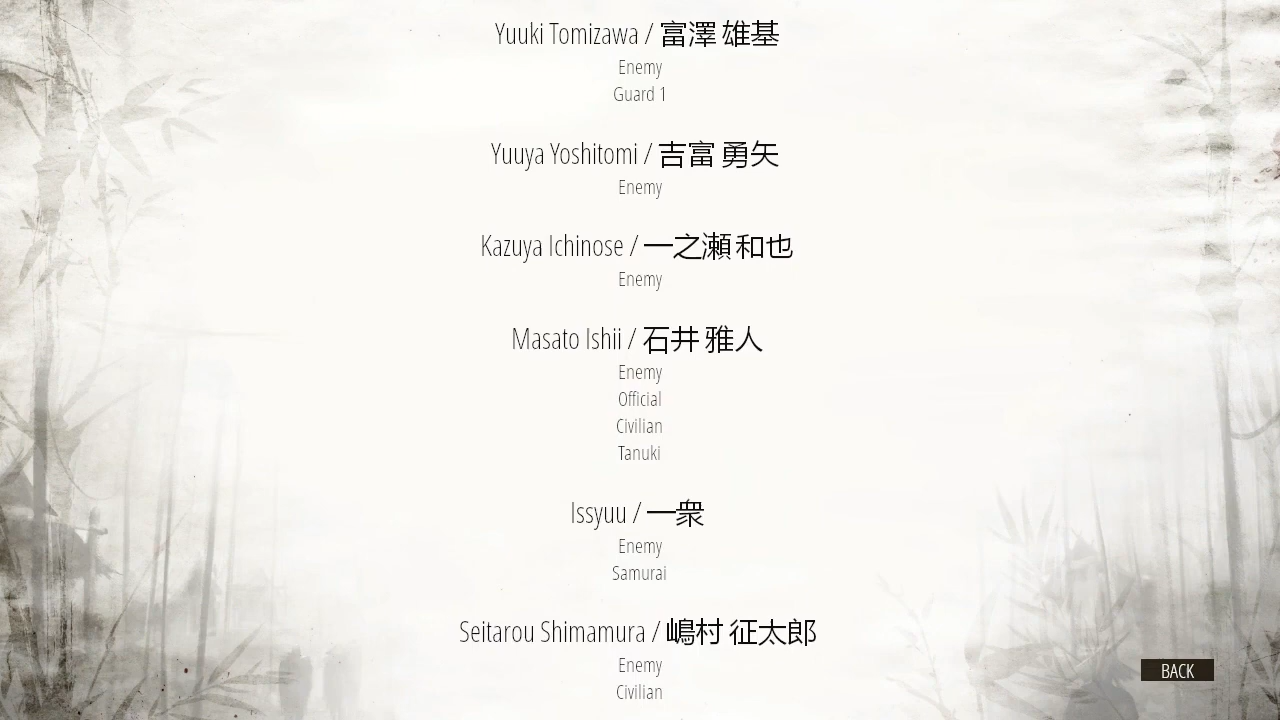 Yuuki Tomizawa / 富澤 雄基
Enemy
Guard 1
Yuuya Yoshitomi / 吉富 勇矢
Enemy
Kazuya Ichinose / 一之瀬 和也
Enemy
Masato Ishii / 石井 雅人
Enemy
Official
Civilian
Tanuki
Issyuu / 一衆
Enemy
Samurai
Seitarou Shimamura / 嶋村 征太郎
Enemy
Civilian
BACK